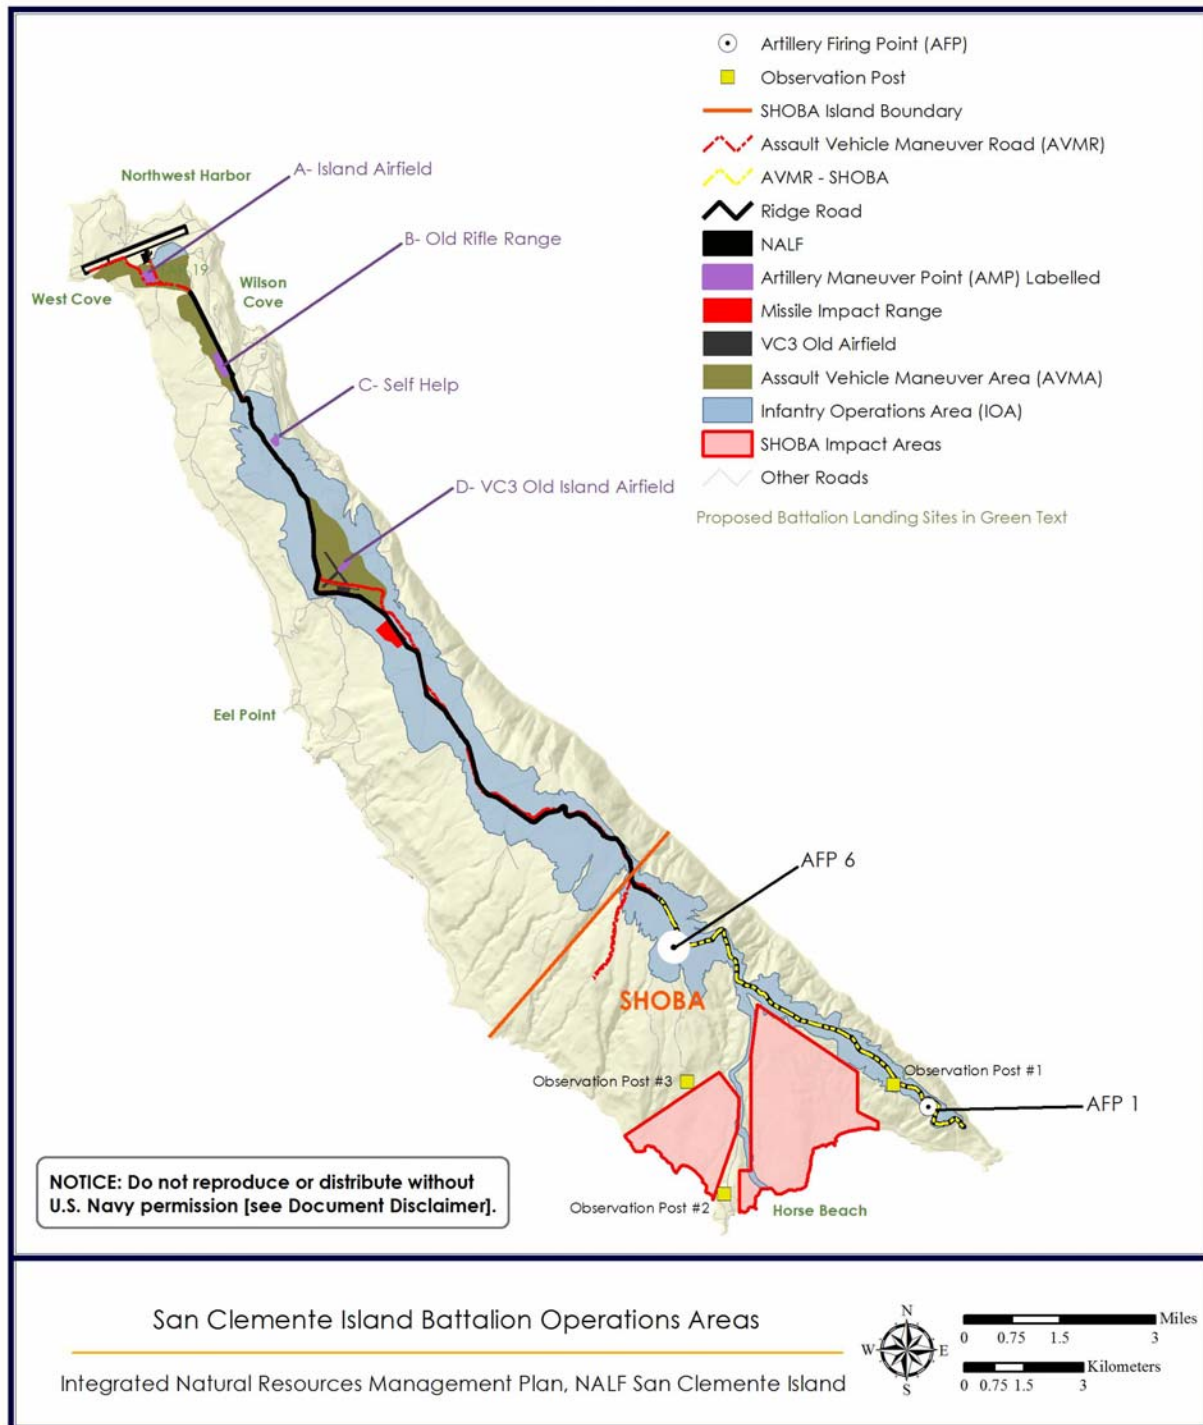 Artillery Firing Point (AFP)
Observation Post
SHOBA Island Boundary
Assault Vehicle Maneuver Road (AVMR)
AVMR - SHOBA
Ridge Road
NALF
Artillery Maneuver Point (AMP) Labelled
Missile Impact Range
VC3 Old Airfield
Assault Vehicle Maneuver Area (AVMA)
Infantry Operations Area (IOA)
SHOBA Impact Areas
Other Roads
Proposed Battalion Landing Sites in Green Text
Northwest Harbor
A- Island Airfield
B- Old Rifle Range
19
West Cove
Wilson
Cove
C- Self Help
D- VC3 Old Island Airfield
Eel Point
AFP 6
SHOBA
Observation Post #3
Observation Post #1
AFP 1
Observation Post #2
Horse Beach
NOTICE: Do not reproduce or distribute without
U.S. Navy permission [see Document Disclaimer].
San Clemente Island Battalion Operations Areas
Integrated Natural Resources Management Plan, NALF San Clemente Island
N
W E
S
Miles
0 0.75 1.5 3
Kilometers
0 0.75 1.5 3